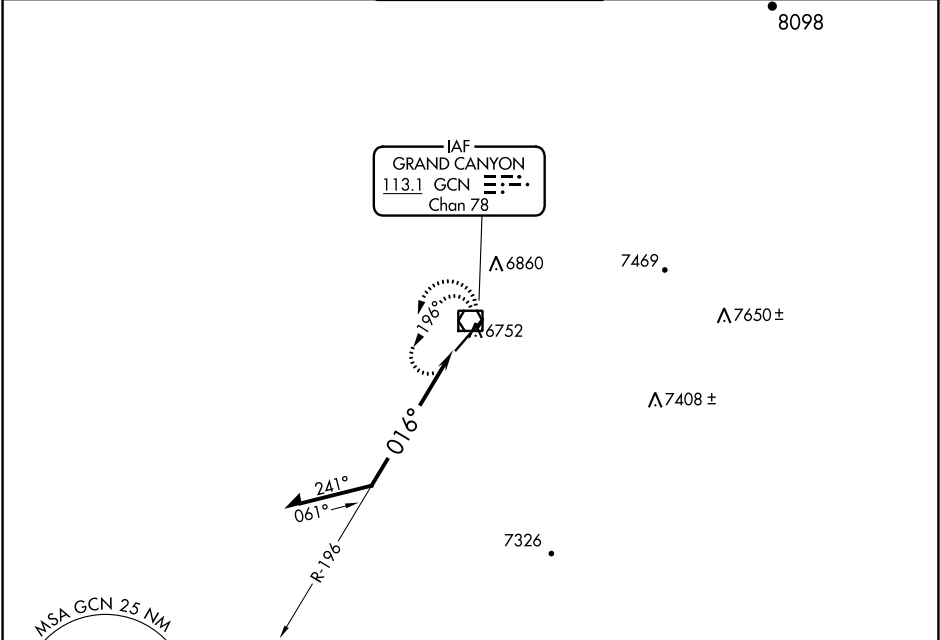 8098
IAF
GRAND CANYON
113.1 GCN
Chan 78
6860
7469
7650 ±
196°
6752
7408 ±
016°
241°
061°
R-196
7326
MSA GCN 25 NM